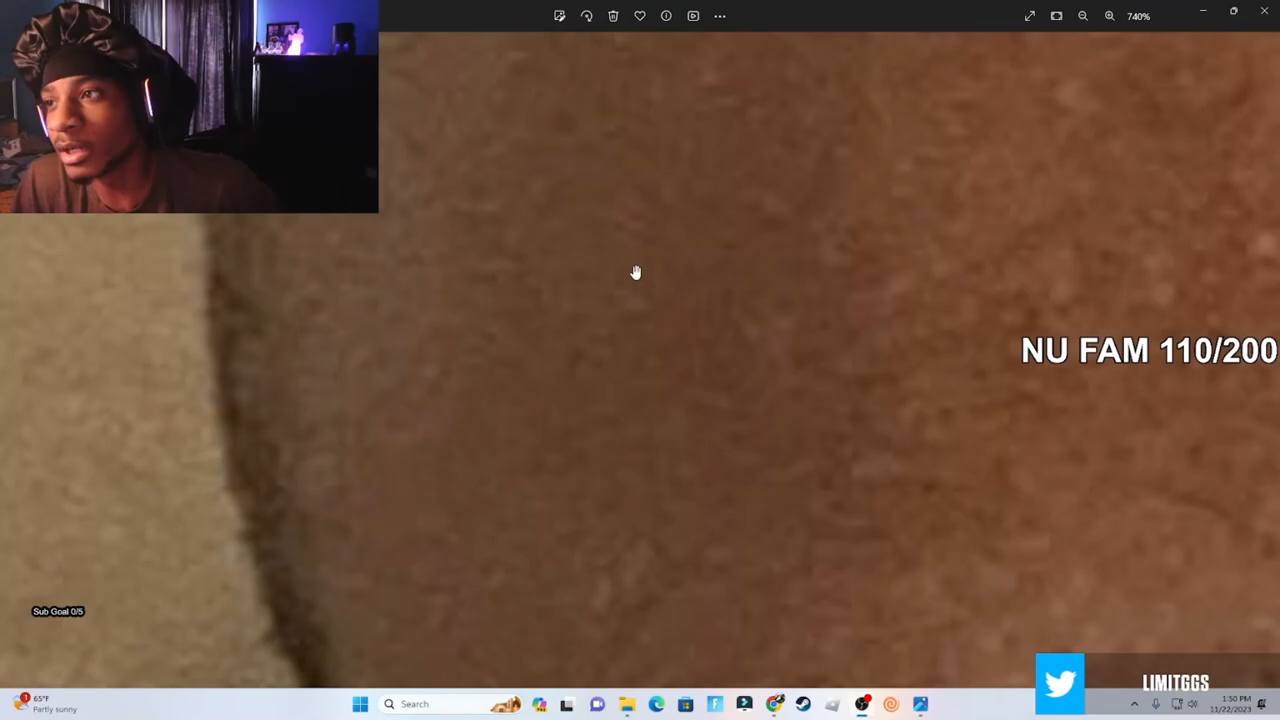 740%
NU FAM 110/200
Sub Goal 0/5
LIMITGGS
1
65°F
Partly sunny
Search
1:50 PM
11/22/2023